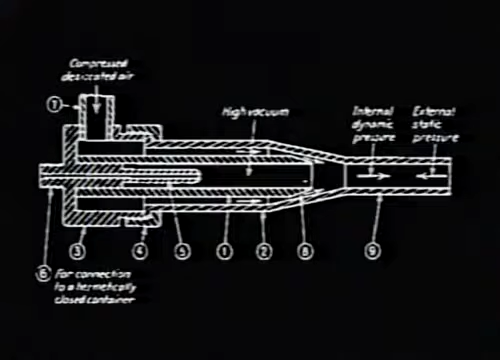 Compressed
desiccated air
7
High vacuum
Internal
dynamic
pressure
External
static
pressure
3
4
5
1
2
8
9
6 For connection
to a hermetically
closed container